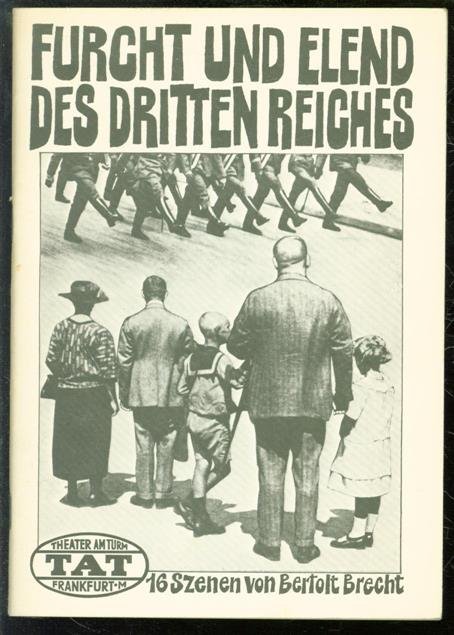 FURCHT UND ELEND
DES DRITTEN REICHES
THEATER AM TURM
TAT
FRANKFURT·M
16 Szenen von Bertolt Brecht